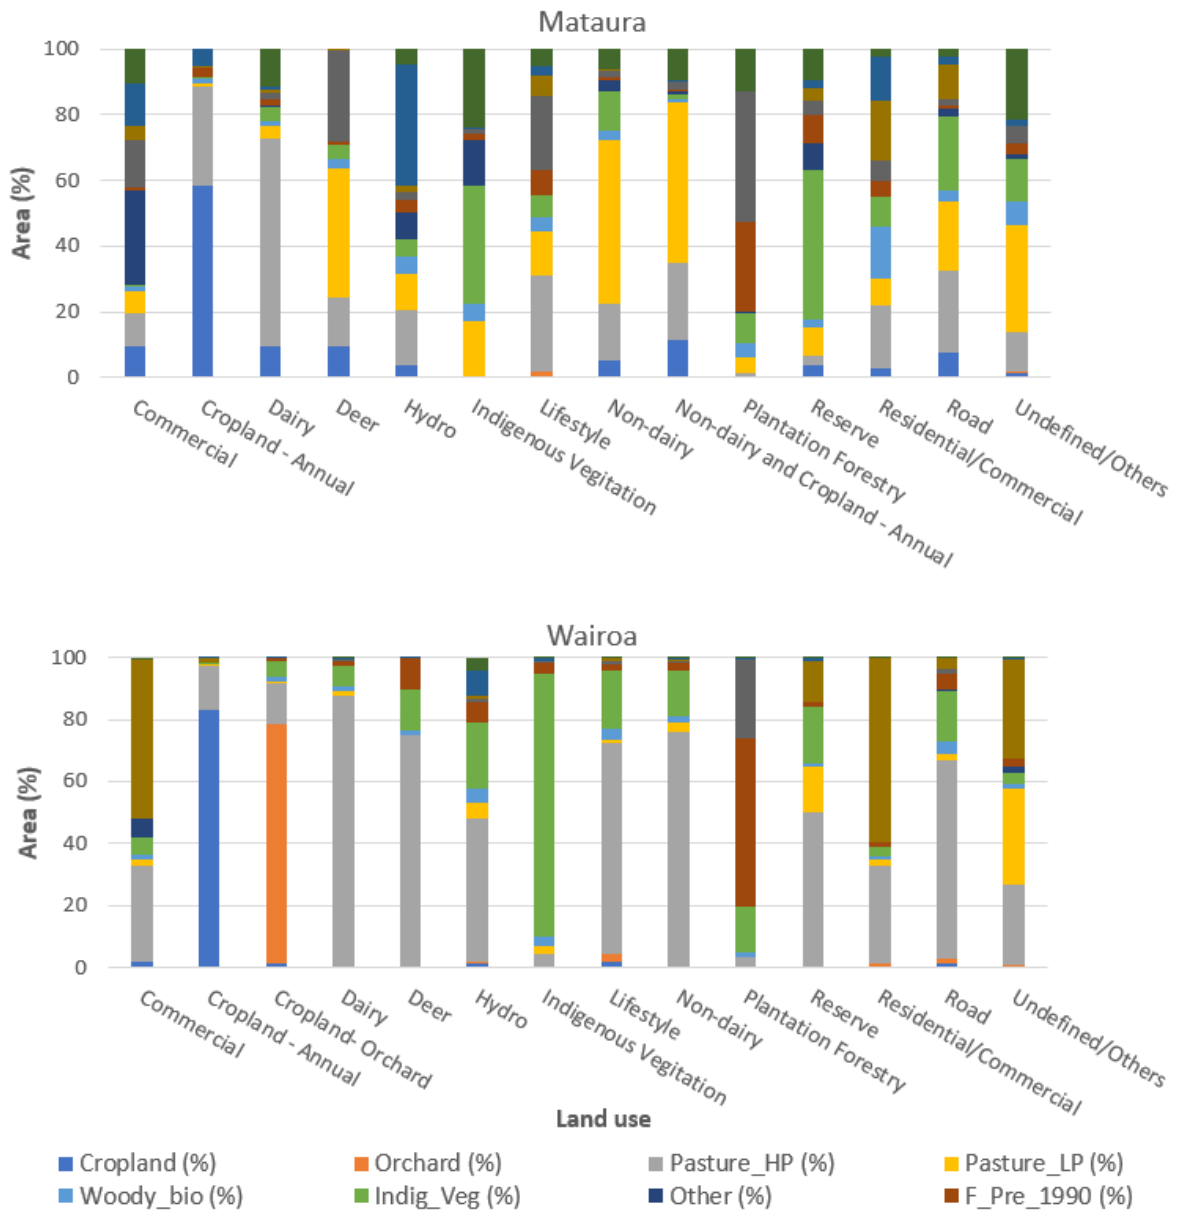 Mataura
100
80
60
40
20
0
Area (%)
Commercial
Cropland - Annual
Dairy
Deer
Hydro
Indigenous Vegitation
Lifestyle
Non-dairy
Non-dairy and Cropland - Annual
Plantation Forestry
Reserve
Residential/Commercial
Road
Undefined/Others
Wairoa
100
80
60
40
20
0
Area (%)
Commercial
Cropland - Annual
Cropland- Orchard
Dairy
Deer
Hydro
Indigenous Vegitation
Lifestyle
Non-dairy
Plantation Forestry
Reserve
Residential/Commercial
Road
Undefined/Others
Land use
Cropland (%) Orchard (%) Pasture_HP (%) Pasture_LP (%)
Woody_bio (%) Indig_Veg (%) Other (%) F_Pre_1990 (%)